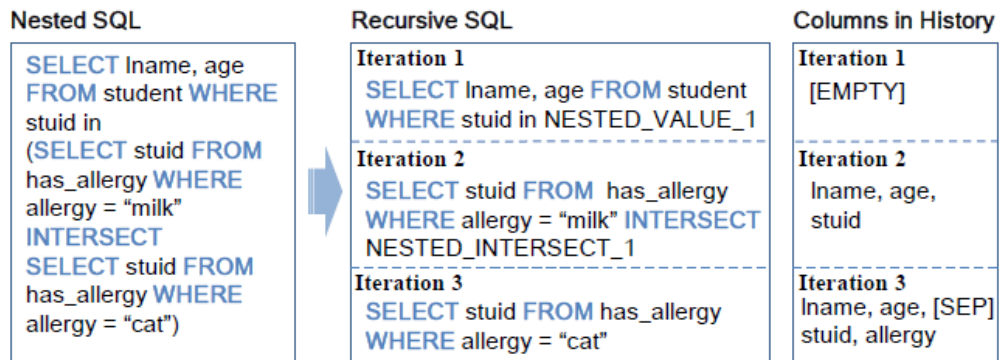 Nested SQL
SELECT lname, age
FROM student WHERE
stuid in
(SELECT stuid FROM
has_allergy WHERE
allergy = “milk”
INTERSECT
SELECT stuid FROM
has_allergy WHERE
allergy = “cat”)
Recursive SQL
Iteration 1
SELECT lname, age FROM student
WHERE stuid in NESTED_VALUE_1
Iteration 2
SELECT stuid FROM has_allergy
WHERE allergy = “milk” INTERSECT
NESTED_INTERSECT_1
Iteration 3
SELECT stuid FROM has_allergy
WHERE allergy = “cat”
Columns in History
Iteration 1
[EMPTY]
Iteration 2
lname, age,
stuid
Iteration 3
lname, age, [SEP]
stuid, allergy